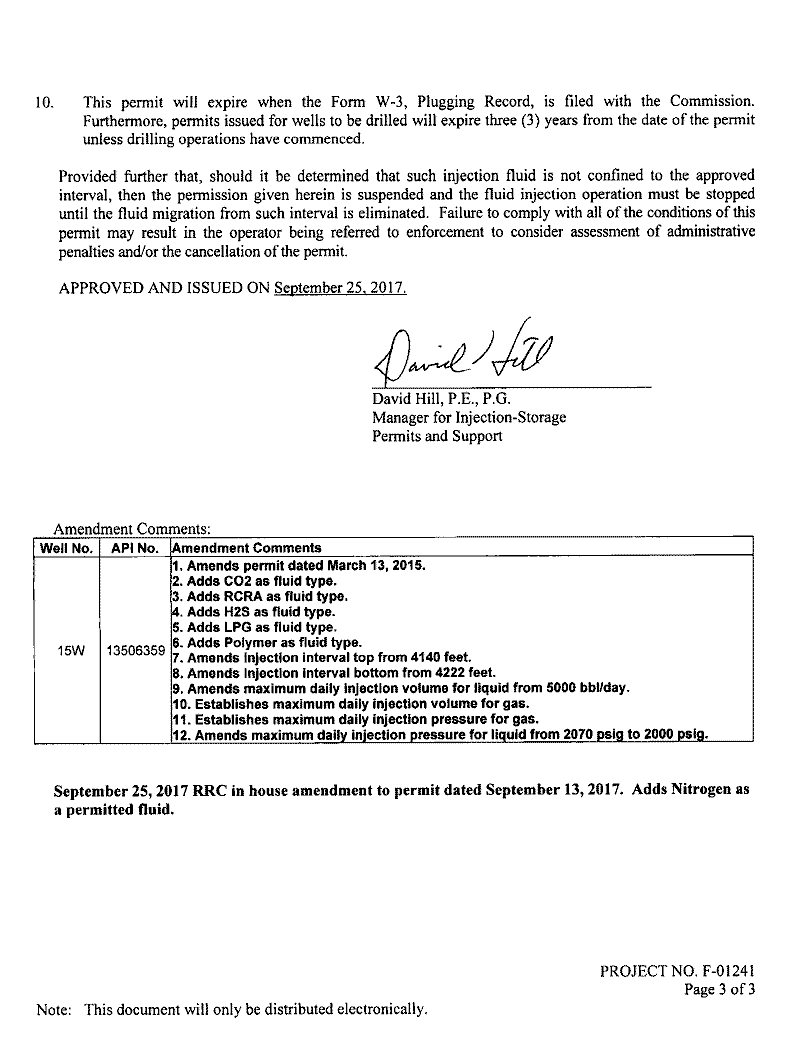 10. This permit will expire when the Form W-3, Plugging Record, is filed with the Commission.
Furthermore, permits issued for wells to be drilled will expire three (3) years from the date of the permit
unless drilling operations have commenced.
Provided further that, should it be determined that such injection fluid is not confined to the approved
interval, then the permission given herein is suspended and the fluid injection operation must be stopped
until the fluid migration from such interval is eliminated. Failure to comply with all of the conditions of this
permit may result in the operator being referred to enforcement to consider assessment of administrative
penalties and/or the cancellation of the permit.
APPROVED AND ISSUED ON September 25, 2017.
David Hill
David Hill, P.E., P.G.
Manager for Injection-Storage
Permits and Support
Amendment Comments:
Well No. API No. Amendment Comments
1. Amends permit dated March 13, 2015.
2. Adds CO2 as fluid type.
3. Adds RCRA as fluid type.
4. Adds H2S as fluid type.
5. Adds LPG as fluid type.
6. Adds Polymer as fluid type.
15W 13506359 7. Amends Injection interval top from 4140 feet.
8. Amends Injection interval bottom from 4222 feet.
9. Amends maximum daily injection volume for liquid from 5000 bbl/day.
10. Establishes maximum daily injection volume for gas.
11. Establishes maximum daily injection pressure for gas.
12. Amends maximum daily injection pressure for liquid from 2070 psig to 2000 psig.
September 25, 2017 RRC in house amendment to permit dated September 13, 2017. Adds Nitrogen as
a permitted fluid.
PROJECT NO. F-01241
Page 3 of 3
Note: This document will only be distributed electronically.